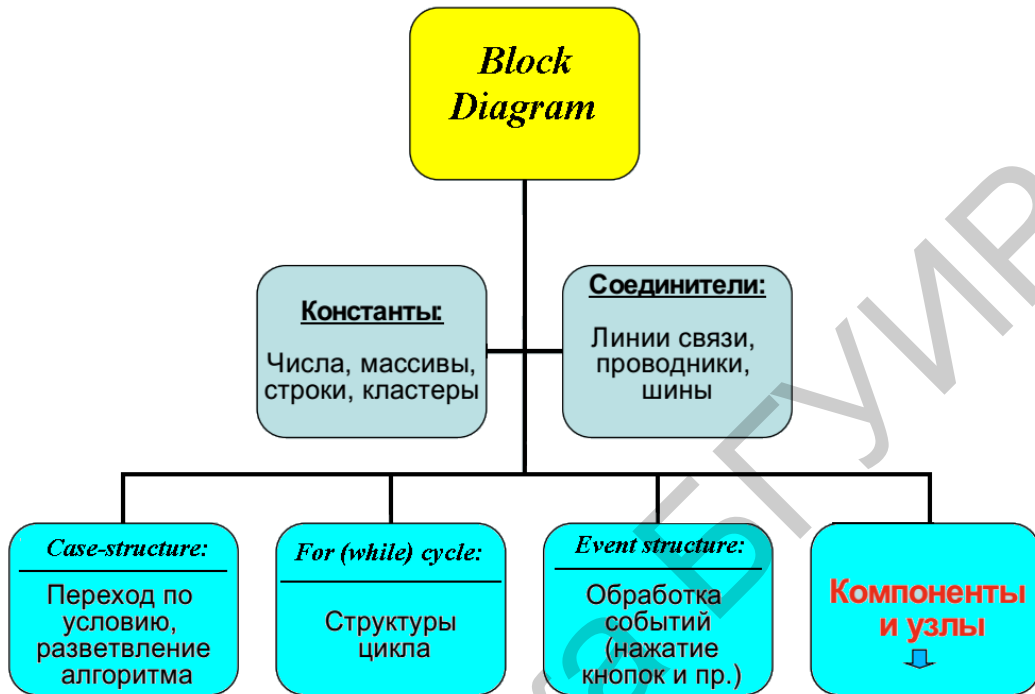 Block
Diagram
Константы:
Числа, массивы,
строки, кластеры
Соединители:
Линии связи,
проводники,
шины
Case-structure:
Переход по
условию,
разветвление
алгоритма
For (while) cycle:
Структуры
цикла
Event structure:
Обработка
событий
(нажатие
кнопок и пр.)
Компоненты
и узлы
БГУИР